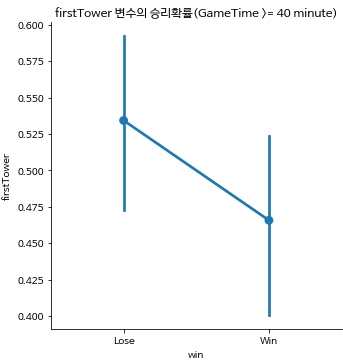 firstTower 변수의 승리확률(GameTime >= 40 minute)
0.600
0.575
0.550
0.525
0.500
0.475
0.450
0.425
0.400
firstTower
Lose
Win
win